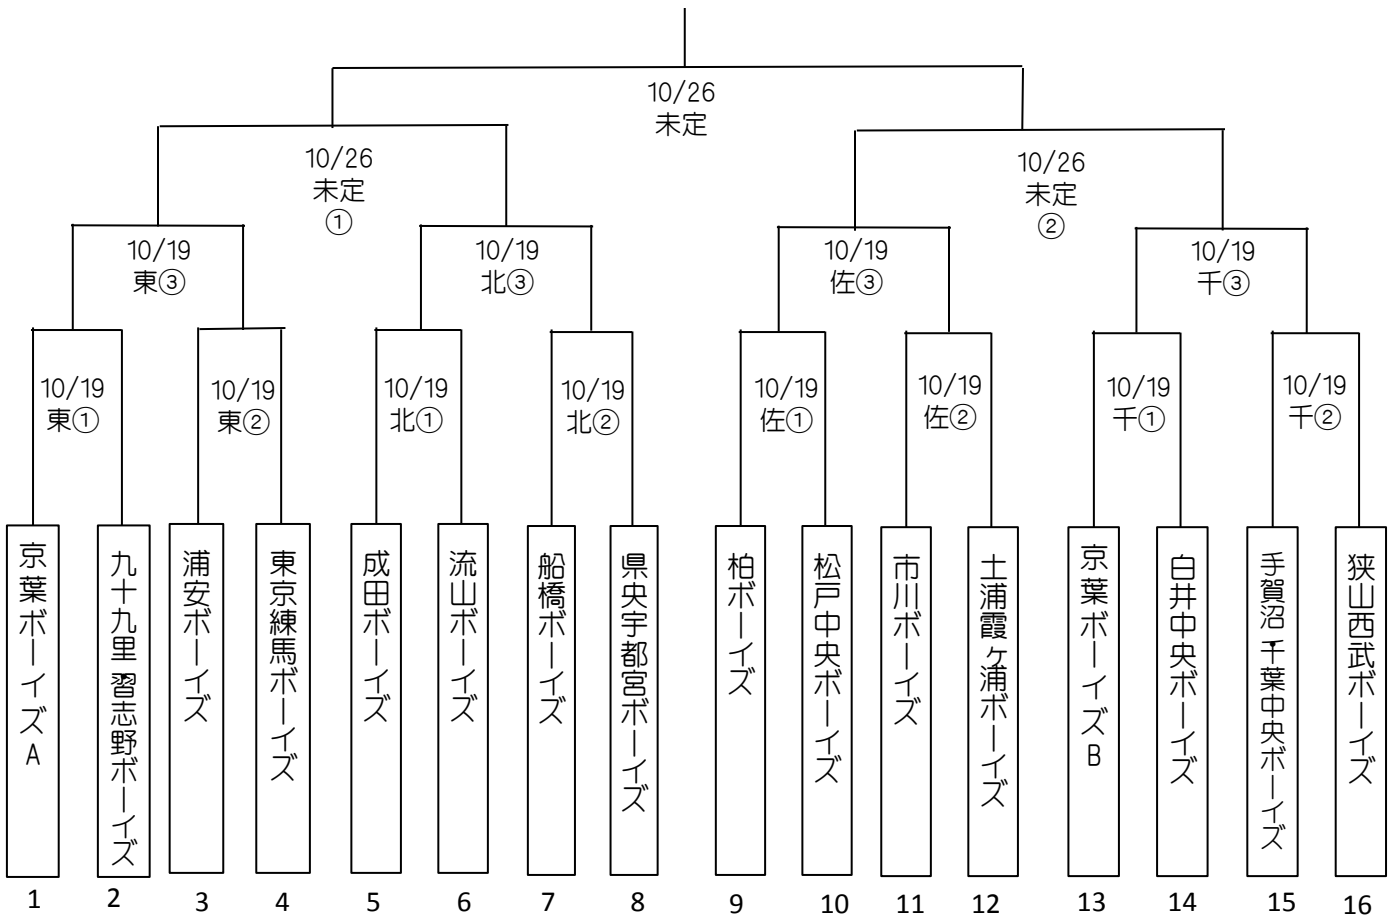 10/26
未定
10/26
未定
①
10/26
未定
②
10/19
東③
10/19
北③
10/19
佐③
10/19
千③
10/19
東①
10/19
東②
10/19
北①
10/19
北②
10/19
佐①
10/19
佐②
10/19
千①
10/19
千②
京葉ボーイズA
九十九里 習志野ボーイズ
浦安ボーイズ
東京練馬ボーイズ
成田ボーイズ
流山ボーイズ
船橋ボーイズ
県央宇都宮ボーイズ
柏ボーイズ
松戸中央ボーイズ
市川ボーイズ
土浦霞ヶ浦ボーイズ
京葉ボーイズB
白井中央ボーイズ
手賀沼 千葉中央ボーイズ
狭山西武ボーイズ
1 2 3 4 5 6 7 8 9 10 11 12 13 14 15 16